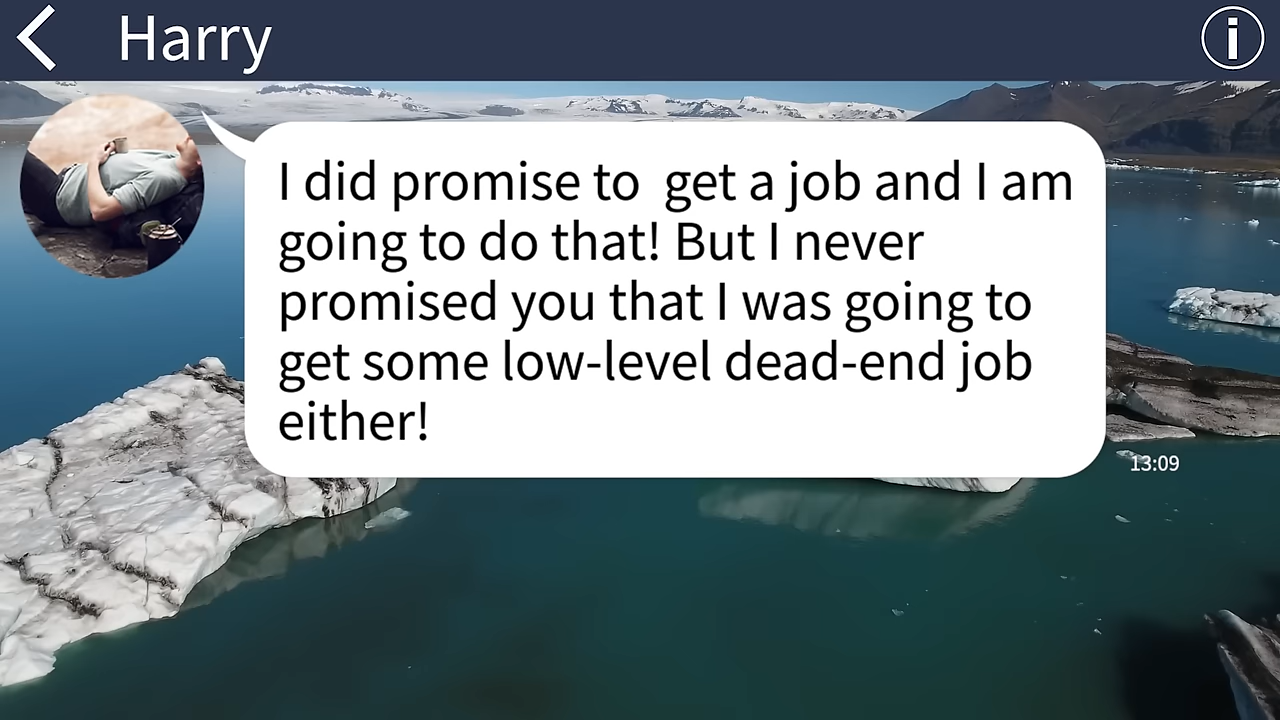 Harry
I did promise to  get a job and I am
going to do that! But I never
promised you that I was going to
get some low-level dead-end job
either!
13:09